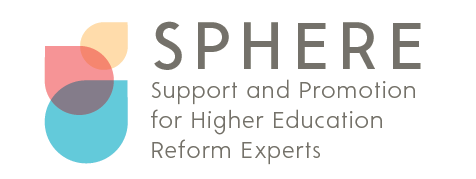 SPHERE
Support and Promotion
for Higher Education
Reform Experts